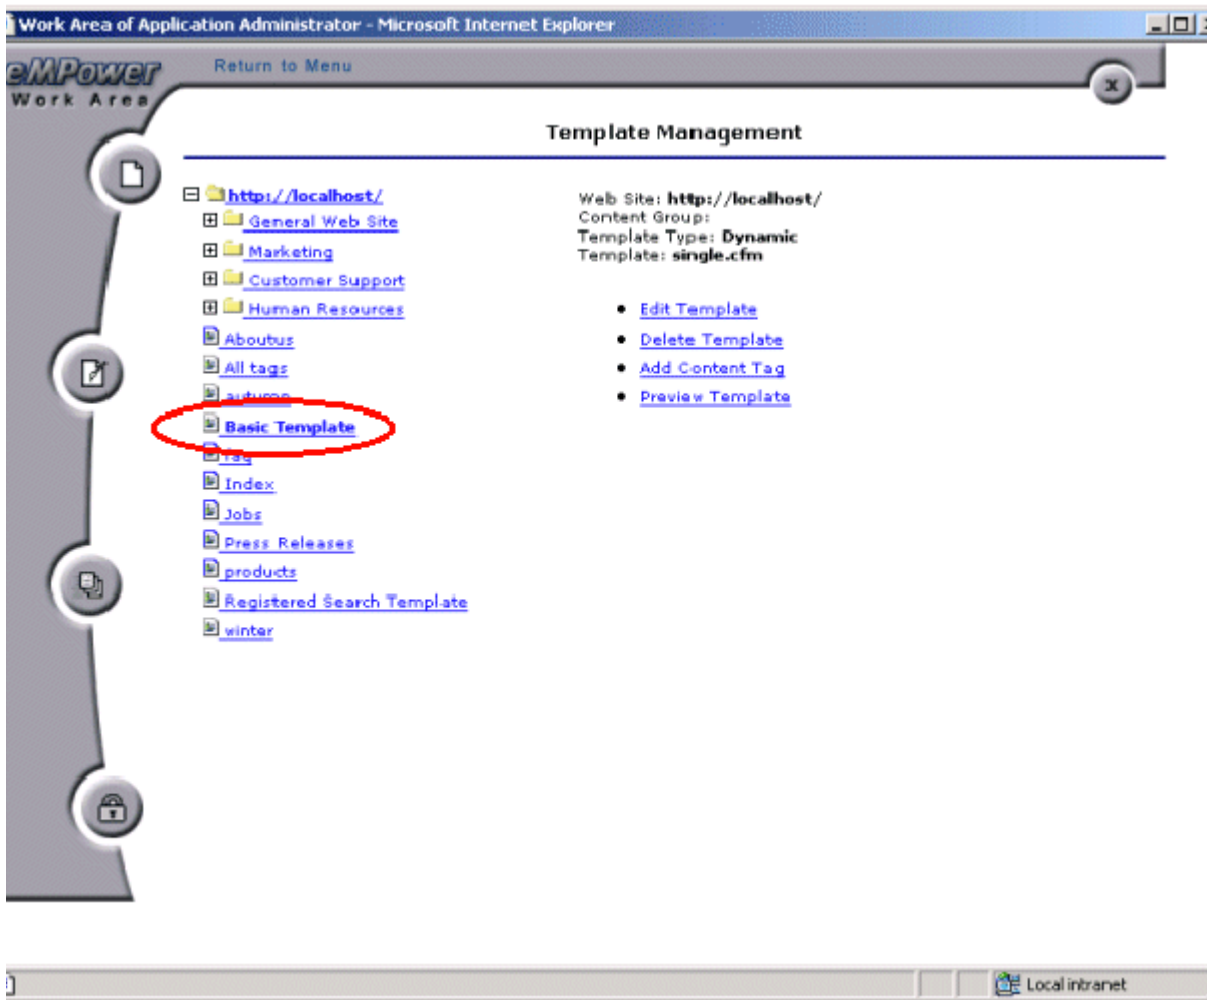 Work Area of Application Administrator - Microsoft Internet Explorer
eMPower
Return to Menu
Work Area
x
Template Management
http://localhost/
General Web Site
Marketing
Customer Support
Human Resources
Aboutus
All tags
autumn
Basic Template
faq
Index
Jobs
Press Releases
products
Registered Search Template
winter
Web Site: http://localhost/
Content Group:
Template Type: Dynamic
Template: single.cfm
• Edit Template
• Delete Template
• Add Content Tag
• Preview Template
Local intranet